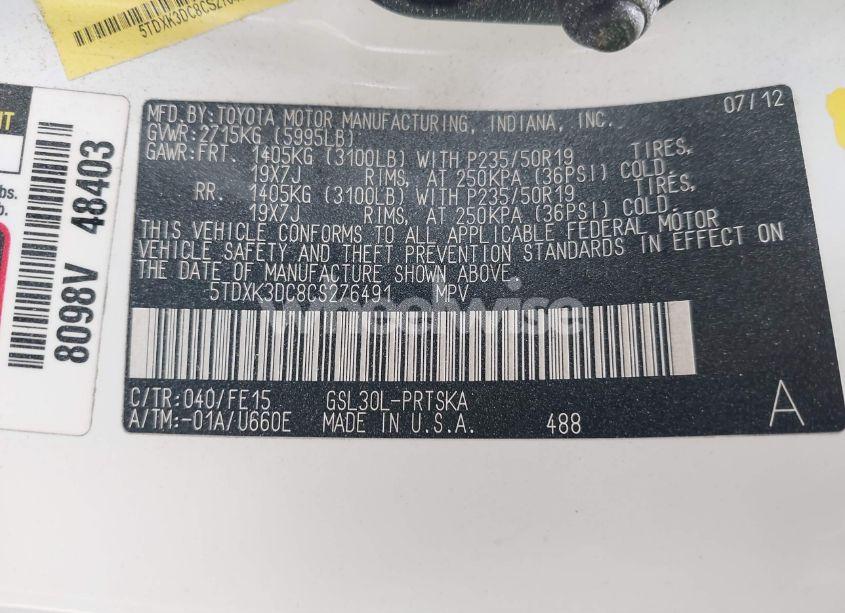 5TDXK3DC8CS2764
NT
bs.
b.
8098V 48403
MFD. BY: TOYOTA MOTOR MANUFACTURING, INDIANA, INC. 07/12
GVWR: 2715KG (5995LB)
GAWR: FRT. 1405KG (3100LB) WITH P235/50R19 TIRES,
19X7J RIMS, AT 250KPA (36PSI) COLD.
RR. 1405KG (3100LB) WITH P235/50R19 TIRES,
19X7J RIMS, AT 250KPA (36PSI) COLD.
THIS VEHICLE CONFORMS TO ALL APPLICABLE FEDERAL MOTOR
VEHICLE SAFETY AND THEFT PREVENTION STANDARDS IN EFFECT ON
THE DATE OF MANUFACTURE SHOWN ABOVE.
5TDXK3DC8CS276491 MPV
wheelwise
C/TR: 040/FE15 GSL30L-PRTSKA
A/TM:-01A/U660E MADE IN U.S.A. 488 A